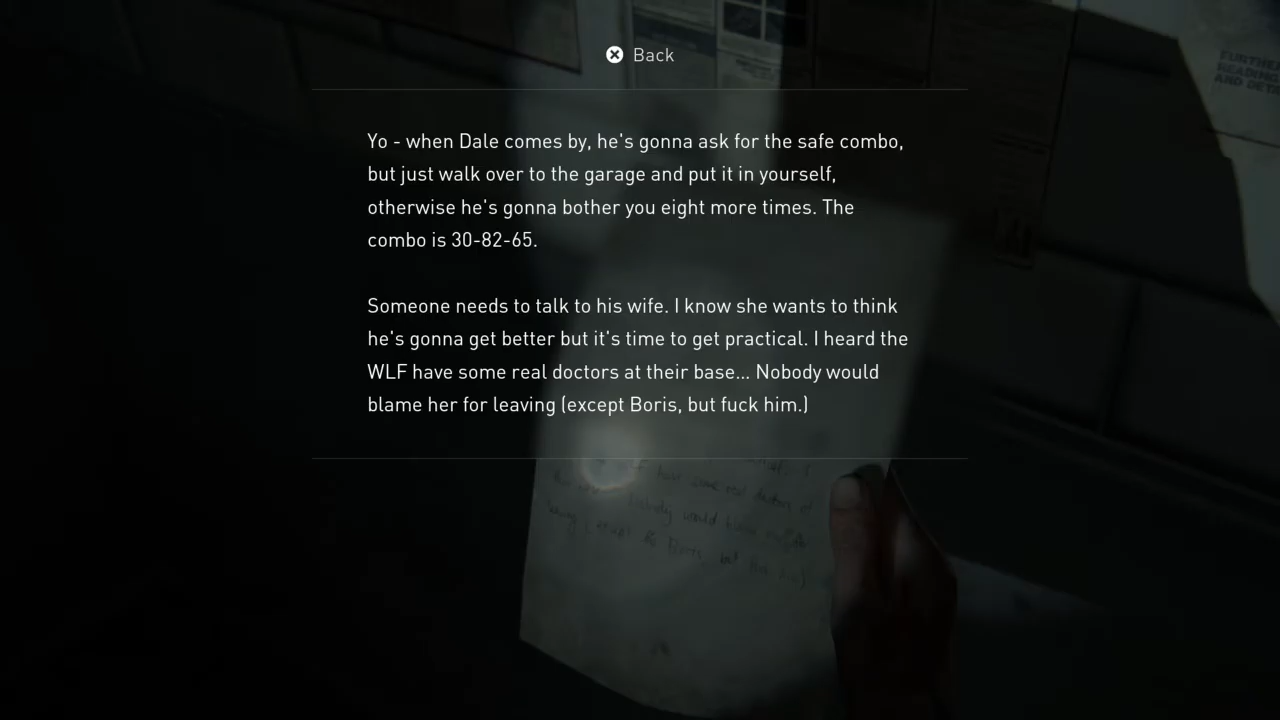 Back
FURTHER
READING
AND DETA
Yo - when Dale comes by, he's gonna ask for the safe combo,
but just walk over to the garage and put it in yourself,
otherwise he's gonna bother you eight more times. The
combo is 30-82-65.
Someone needs to talk to his wife. I know she wants to think
he's gonna get better but it's time to get practical. I heard the
WLF have some real doctors at their base... Nobody would
blame her for leaving (except Boris, but fuck him.)